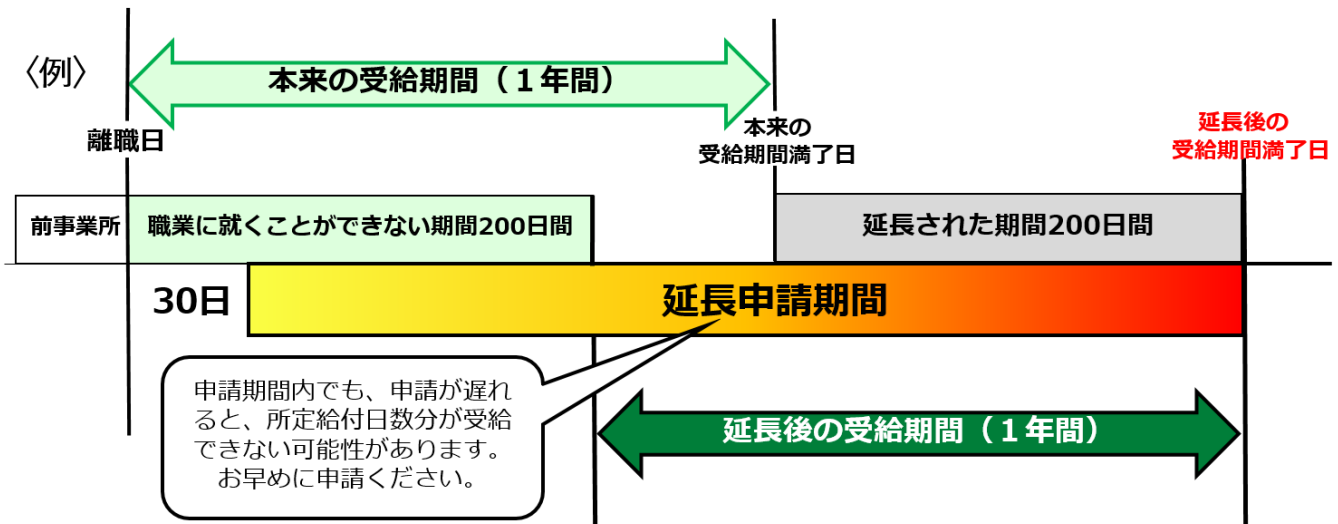 〈例〉
本来の受給期間（１年間）
離職日
本来の
受給期間満了日
延長後の
受給期間満了日
前事業所
職業に就くことができない期間200日間
延長された期間200日間
30日
延長申請期間
申請期間内でも、申請が遅れ
ると、所定給付日数分が受給
できない可能性があります。
お早めに申請ください。
延長後の受給期間（１年間）